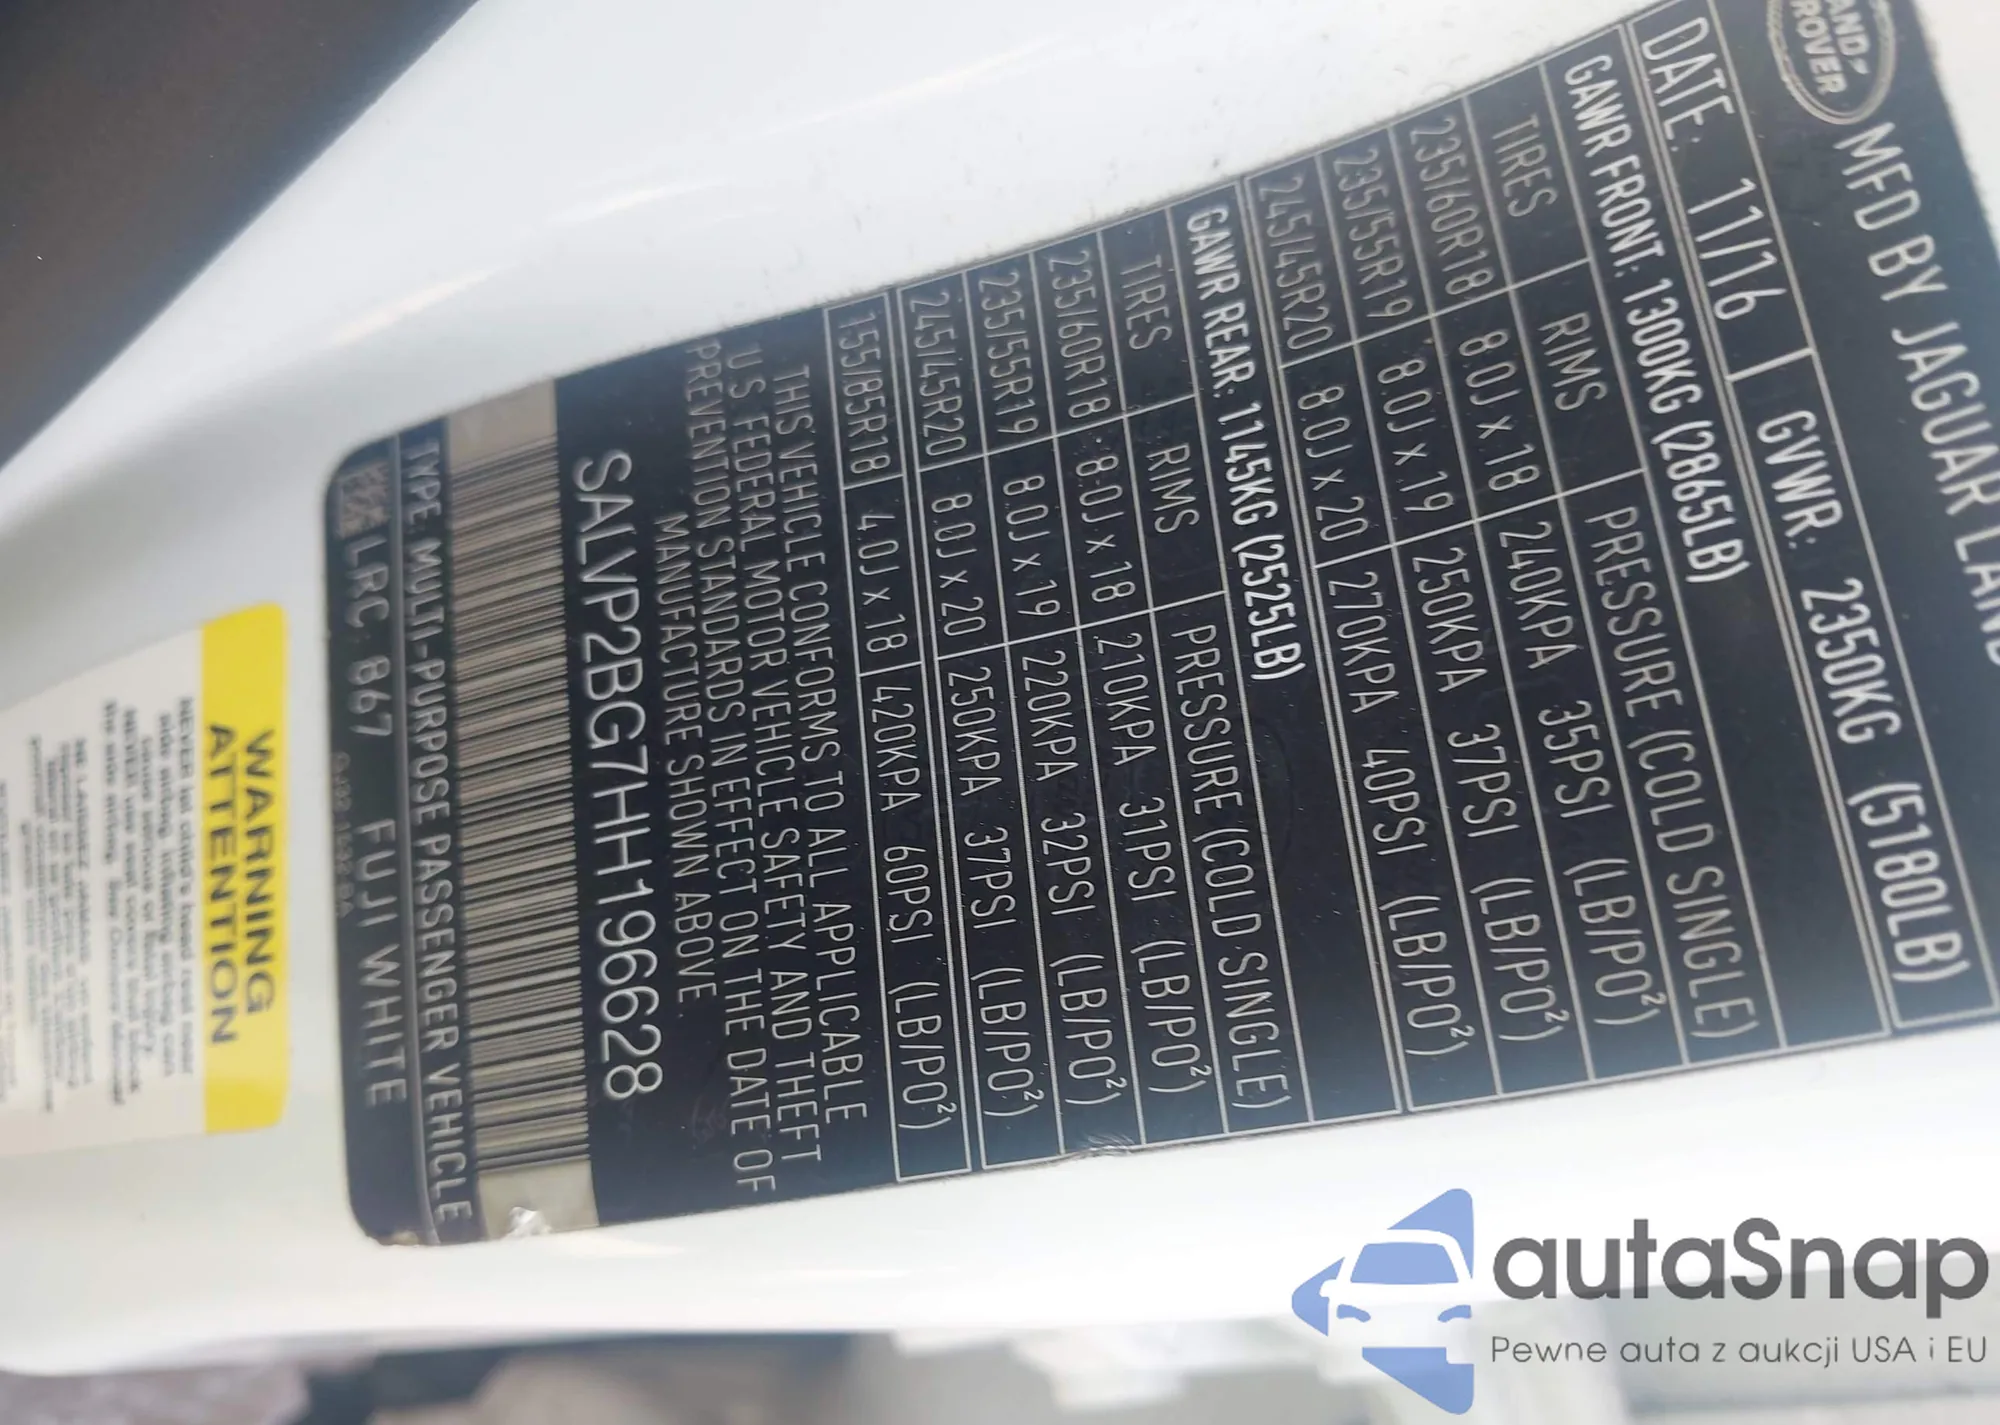 LAND
ROVER
MFD BY JAGUAR LAND
DATE: 11/16 GVWR: 2350KG (5180LB)
GAWR FRONT: 1300KG (2865LB)
TIRES RIMS PRESSURE (COLD SINGLE)
235/60R18 8.0J x 18 240KPA 35PSI (LB/PO²)
235/55R19 8.0J x 19 250KPA 37PSI (LB/PO²)
245/45R20 8.0J x 20 270KPA 40PSI (LB/PO²)
GAWR REAR: 1145KG (2525LB)
TIRES RIMS PRESSURE (COLD SINGLE)
235/60R18 8.0J x 18 210KPA 31PSI (LB/PO²)
235/55R19 8.0J x 19 220KPA 32PSI (LB/PO²)
245/45R20 8.0J x 20 250KPA 37PSI (LB/PO²)
155/85R18 4.0J x 18 420KPA 60PSI (LB/PO²)
THIS VEHICLE CONFORMS TO ALL APPLICABLE
U.S. FEDERAL MOTOR VEHICLE SAFETY AND THEFT
PREVENTION STANDARDS IN EFFECT ON THE DATE OF
MANUFACTURE SHOWN ABOVE.
SALVP2BG7HH196628
TYPE MULTI-PURPOSE PASSENGER VEHICLE
LRC 867 FUJI WHITE
WARNING
ATTENTION
autaSnap
Pewne auta z aukcji USA i EU